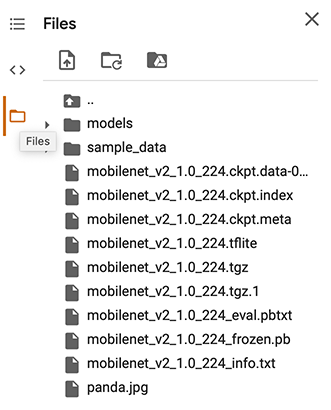 Files
<>
..
models
Files
sample_data
mobilenet_v2_1.0_224.ckpt.data-0...
mobilenet_v2_1.0_224.ckpt.index
mobilenet_v2_1.0_224.ckpt.meta
mobilenet_v2_1.0_224.tflite
mobilenet_v2_1.0_224.tgz
mobilenet_v2_1.0_224.tgz.1
mobilenet_v2_1.0_224_eval.pbtxt
mobilenet_v2_1.0_224_frozen.pb
mobilenet_v2_1.0_224_info.txt
panda.jpg